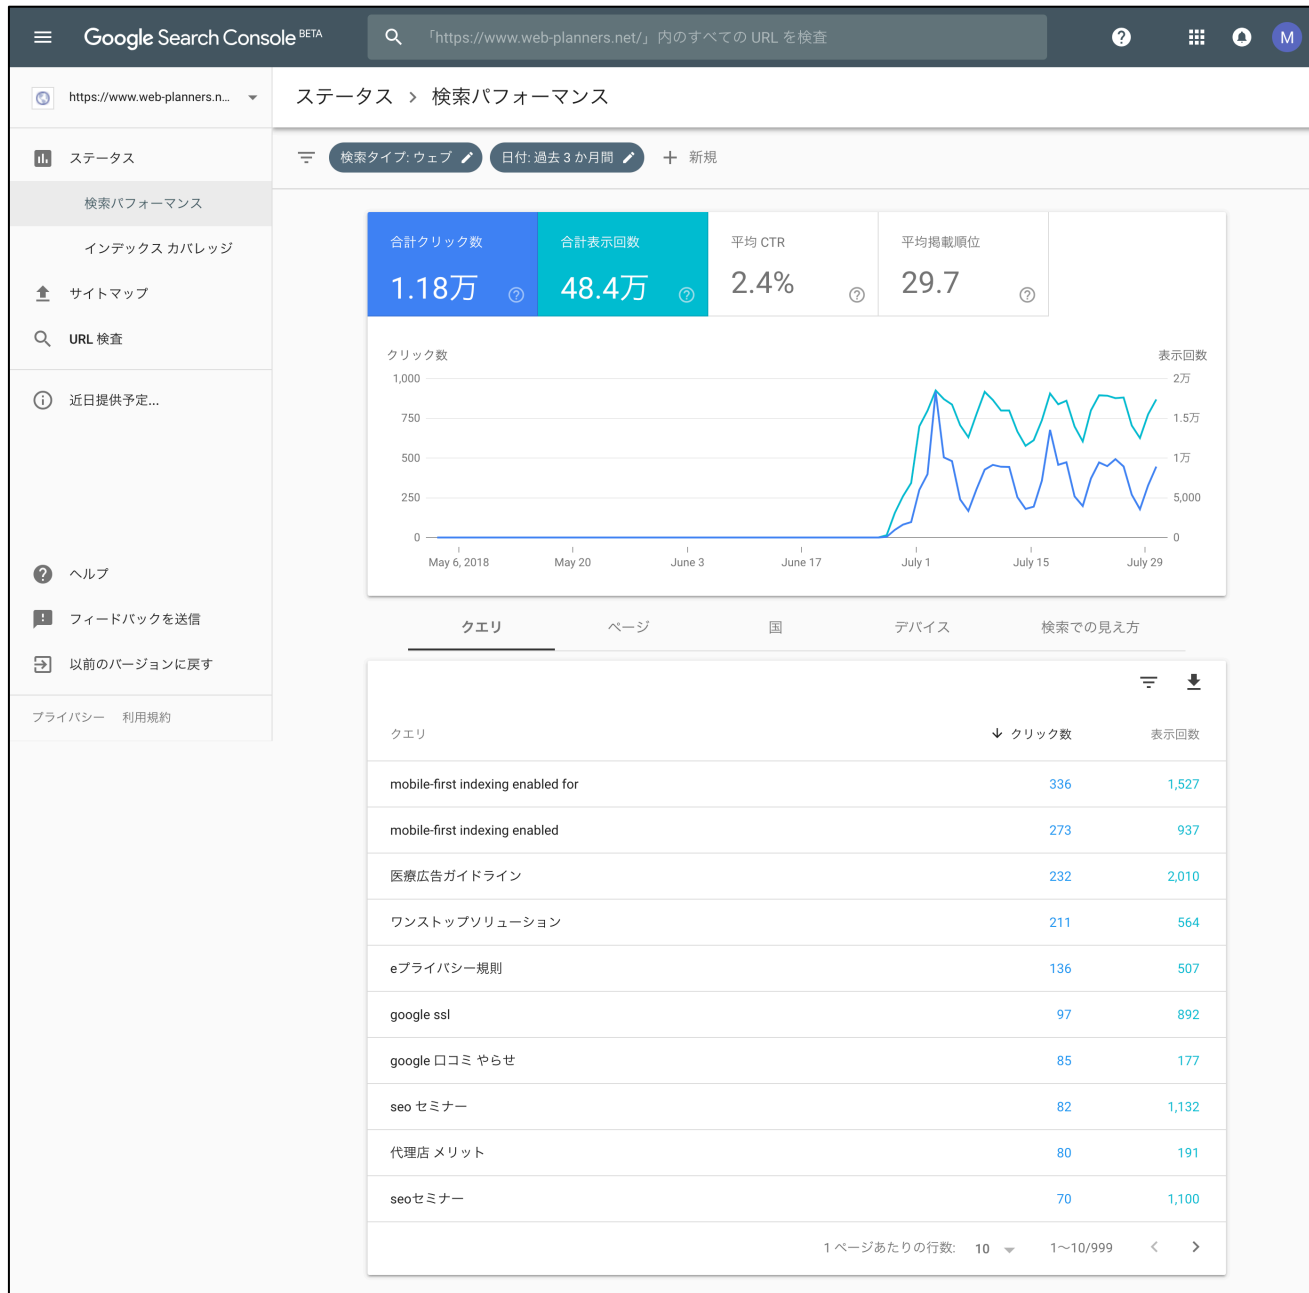 Google Search Console BETA
「https://www.web-planners.net/」内のすべての URL を検査
M
https://www.web-planners.n...
ステータス > 検索パフォーマンス
ステータス
検索パフォーマンス
インデックス カバレッジ
サイトマップ
URL 検査
近日提供予定...
ヘルプ
フィードバックを送信
以前のバージョンに戻す
プライバシー 利用規約
検索タイプ: ウェブ
日付: 過去 3 か月間
+ 新規
合計クリック数
1.18万
合計表示回数
48.4万
平均 CTR
2.4%
平均掲載順位
29.7
クリック数 表示回数
1,000 2万
750 1.5万
500 1万
250 5,000
0 0
May 6, 2018 May 20 June 3 June 17 July 1 July 15 July 29
クエリ ページ 国 デバイス 検索での見え方
クエリ クリック数 表示回数
mobile-first indexing enabled for 336 1,527
mobile-first indexing enabled 273 937
医療広告ガイドライン 232 2,010
ワンストップソリューション 211 564
eプライバシー規則 136 507
google ssl 97 892
google 口コミ やらせ 85 177
seo セミナー 82 1,132
代理店 メリット 80 191
seoセミナー 70 1,100
1 ページあたりの行数: 10 1〜10/999